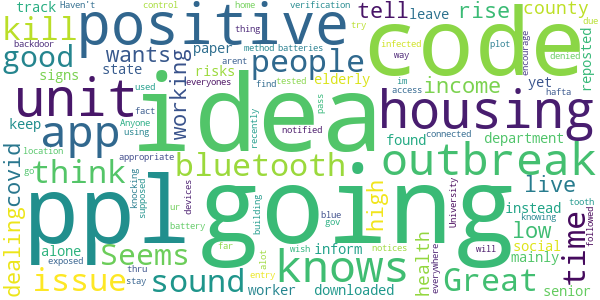 track Haven't control home verification
kill positive tell leave rise county code
backdoor thing method batteries try
good wants paper people infected way plot denied due
signs state risks elderly arent im access encourage reposted
unit working everyones find tested pass yet hafta
keep used fact Anyone using recently notified income housing
app idea found department
covid location think go bluetooth connected outbreak
appropriate knocking supposed devices ur building high live instead tooth
ppl going University low time
dealing alone exposed Seems battery blue gov will knowing social mainly followed
far wish inform notices health everywhere
issue thru stay sound entry alot knows Great
worker downloaded senior